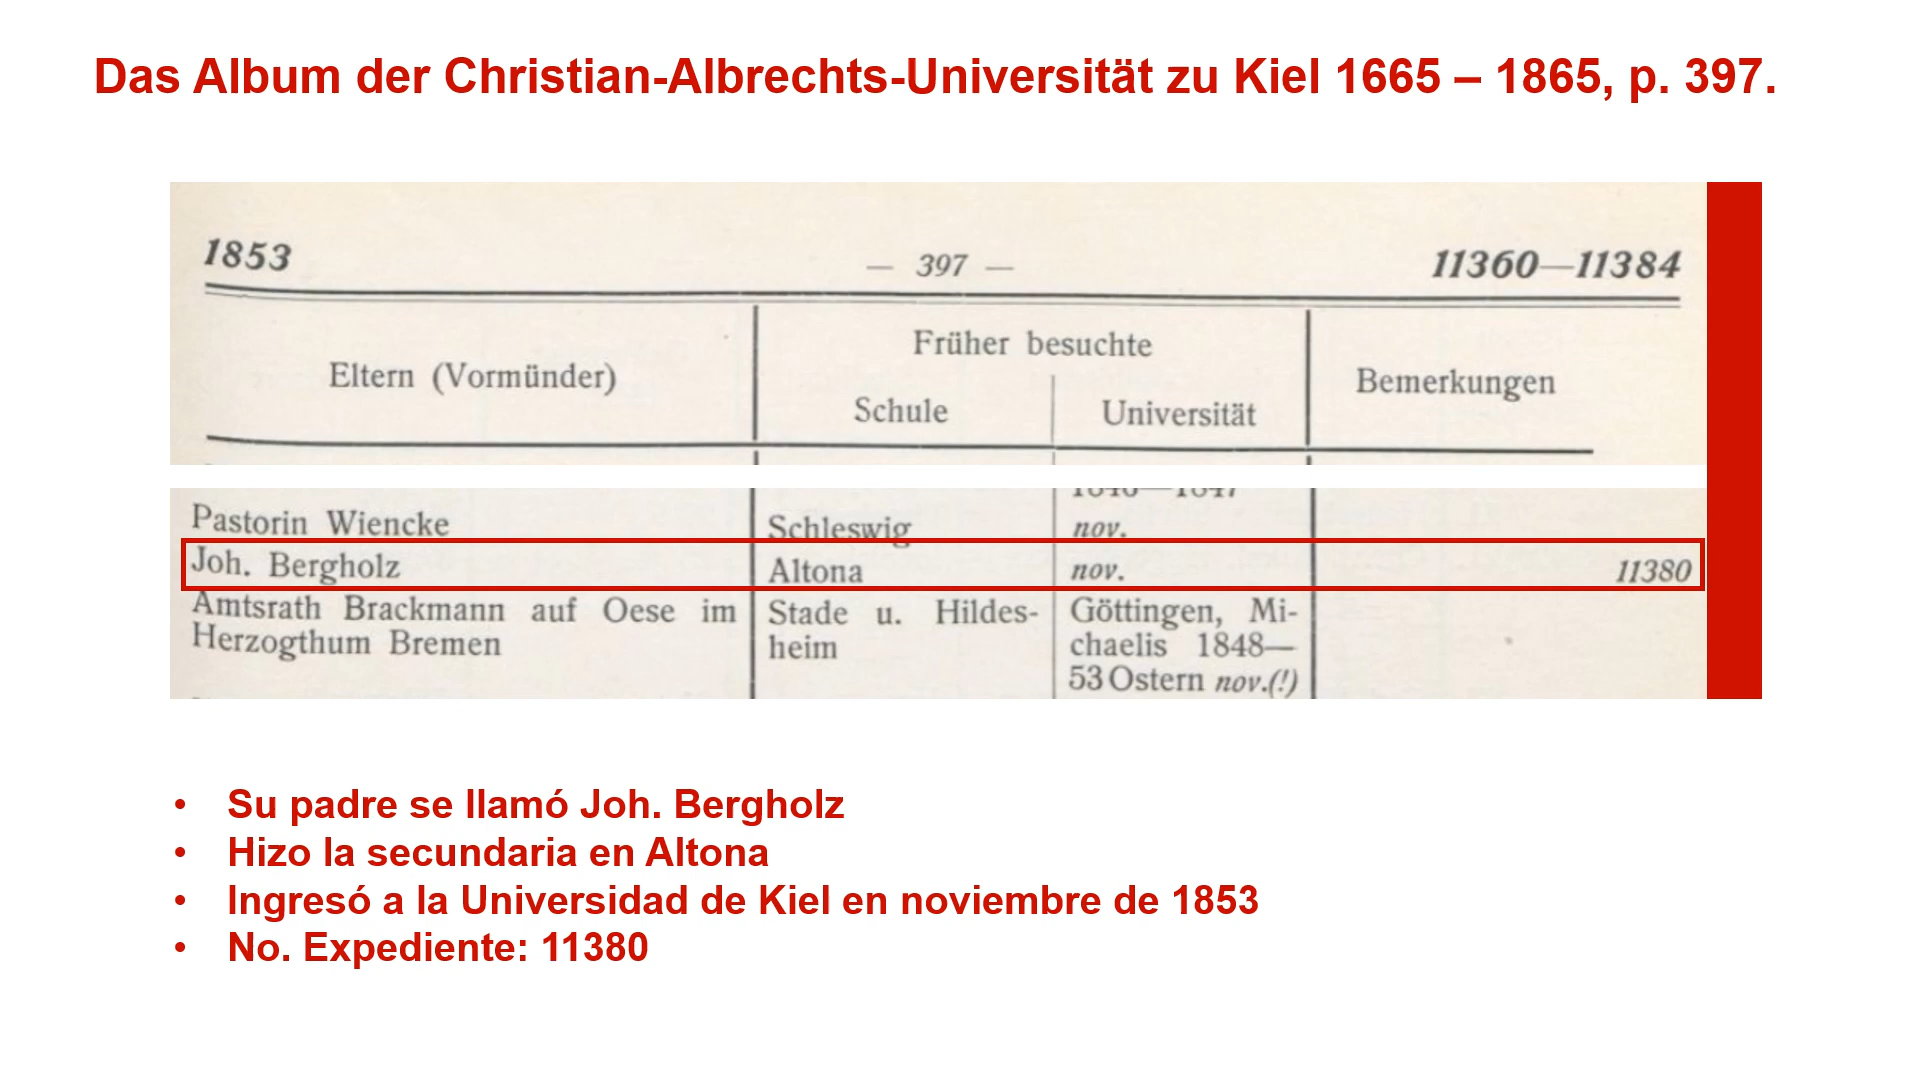 Das Album der Christian-Albrechts-Universität zu Kiel 1665 – 1865, p. 397.
1853 — 397 — 11360—11384
Eltern (Vormünder) Früher besuchte Bemerkungen
Schule Universität
Pastorin Wiencke Schleswig nov.
Joh. Bergholz Altona nov. 11380
Amtsrath Brackmann auf Oese im Stade u. Hildes- Göttingen, Mi-
Herzogthum Bremen heim chaelis 1848—
53 Ostern nov.(!)
• Su padre se llamó Joh. Bergholz
• Hizo la secundaria en Altona
• Ingresó a la Universidad de Kiel en noviembre de 1853
• No. Expediente: 11380